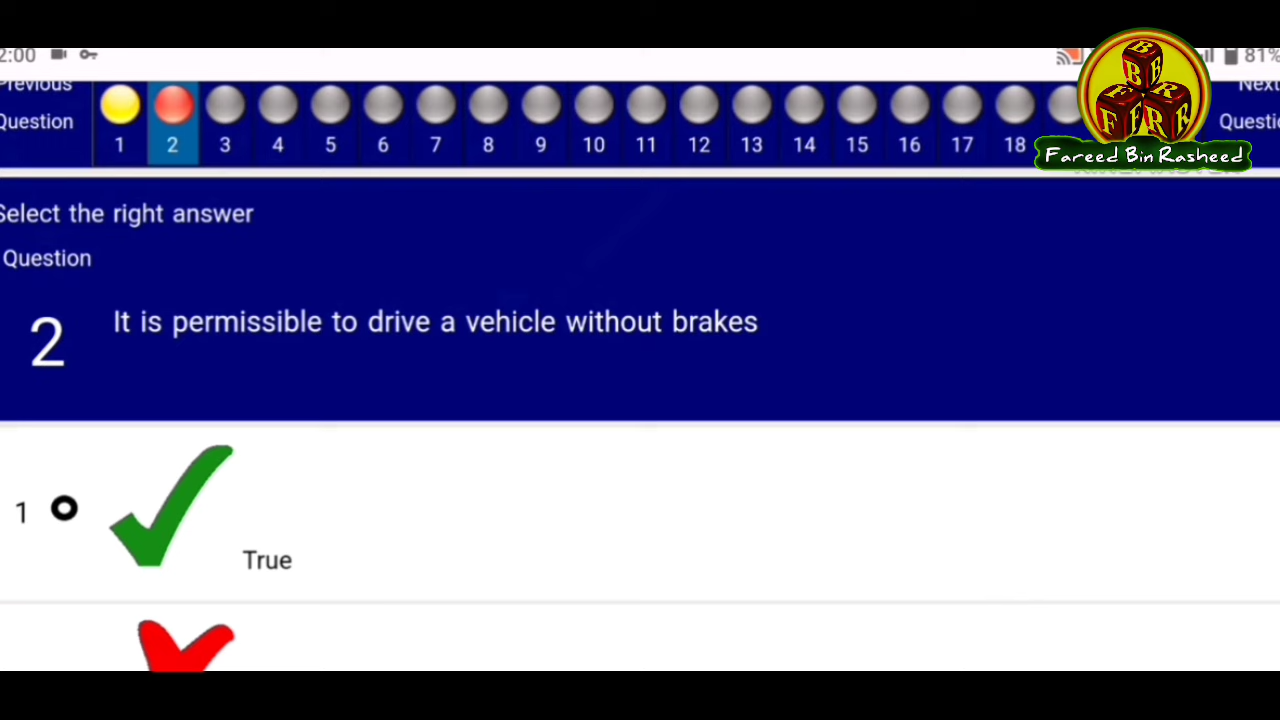 2:00 81%
Previous
Question
Next
1 2 3 4 5 6 7 8 9 10 11 12 13 14 15 16 17 18
Fareed Bin Rasheed
Select the right answer
Question
2 It is permissible to drive a vehicle without brakes
1 True